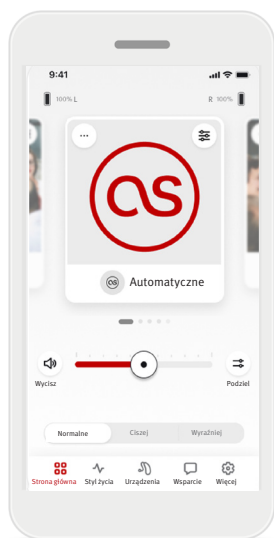 9:41
100% L
R 100%
Automatyczne
Wycisz
Podziel
Normalne
Ciszej
Wyraźniej
Strona główna
Styl życia
Urządzenia
Wsparcie
Więcej